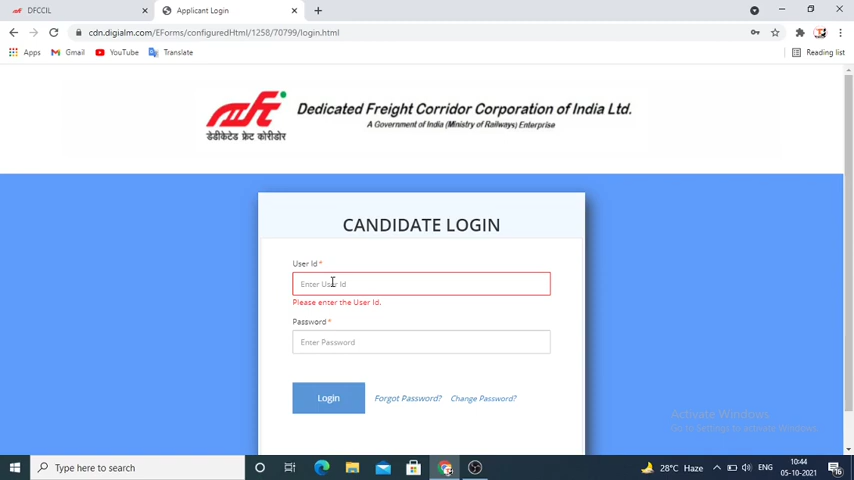 DFCCIL
Applicant Login
cdn.digialm.com/EForms/configuredHtml/1258/70799/login.html
Apps
Gmail
YouTube
Translate
Reading list
Dedicated Freight Corridor Corporation of India Ltd.
A Government of India (Ministry of Railways) Enterprise
डेडीकेटेड फ्रेट कोरीडोर
CANDIDATE LOGIN
User Id*
Enter User Id
Please enter the User Id.
Password*
Enter Password
Login
Forgot Password?
Change Password?
Activate Windows
Go to Settings to activate Windows.
Type here to search
28°C Haze
ENG
10:44
05-10-2021
16